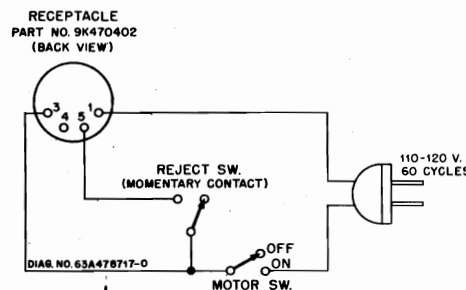 RECEPTACLE
PART NO. 9K470402
(BACK VIEW)
3
4
5
1
REJECT SW.
(MOMENTARY CONTACT)
110-120 V.
60 CYCLES
OFF
ON
DIAG. NO. 63A478717-0
MOTOR SW.